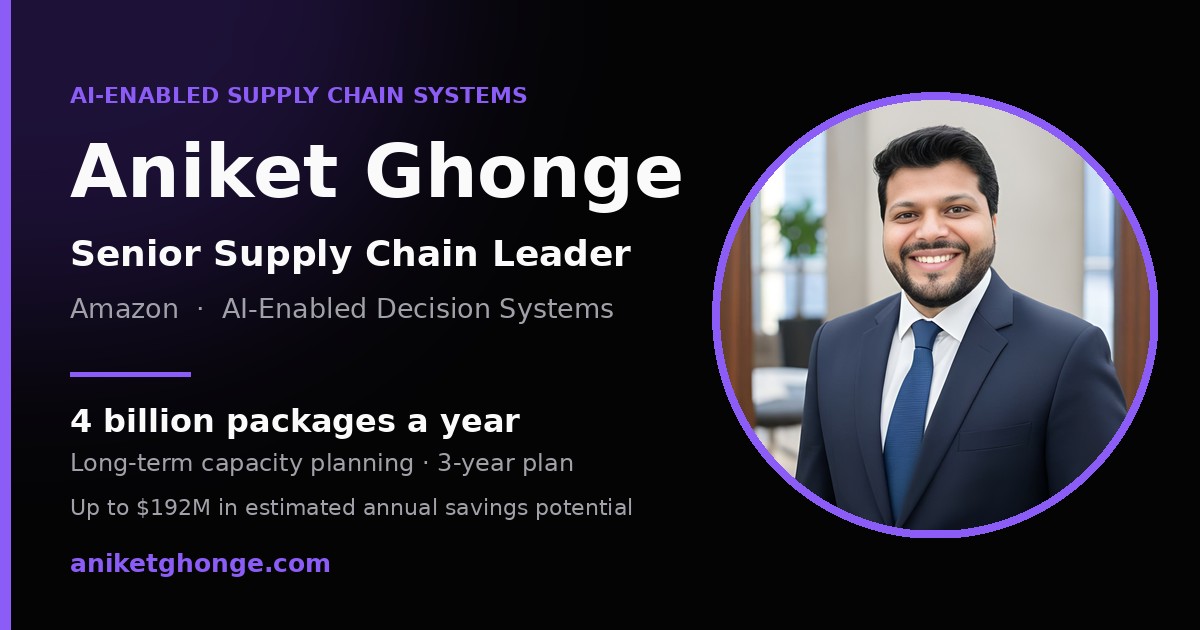 AI-ENABLED SUPPLY CHAIN SYSTEMS
Aniket Ghonge
Senior Supply Chain Leader
Amazon · AI-Enabled Decision Systems
4 billion packages a year
Long-term capacity planning · 3-year plan
Up to $192M in estimated annual savings potential
aniketghonge.com